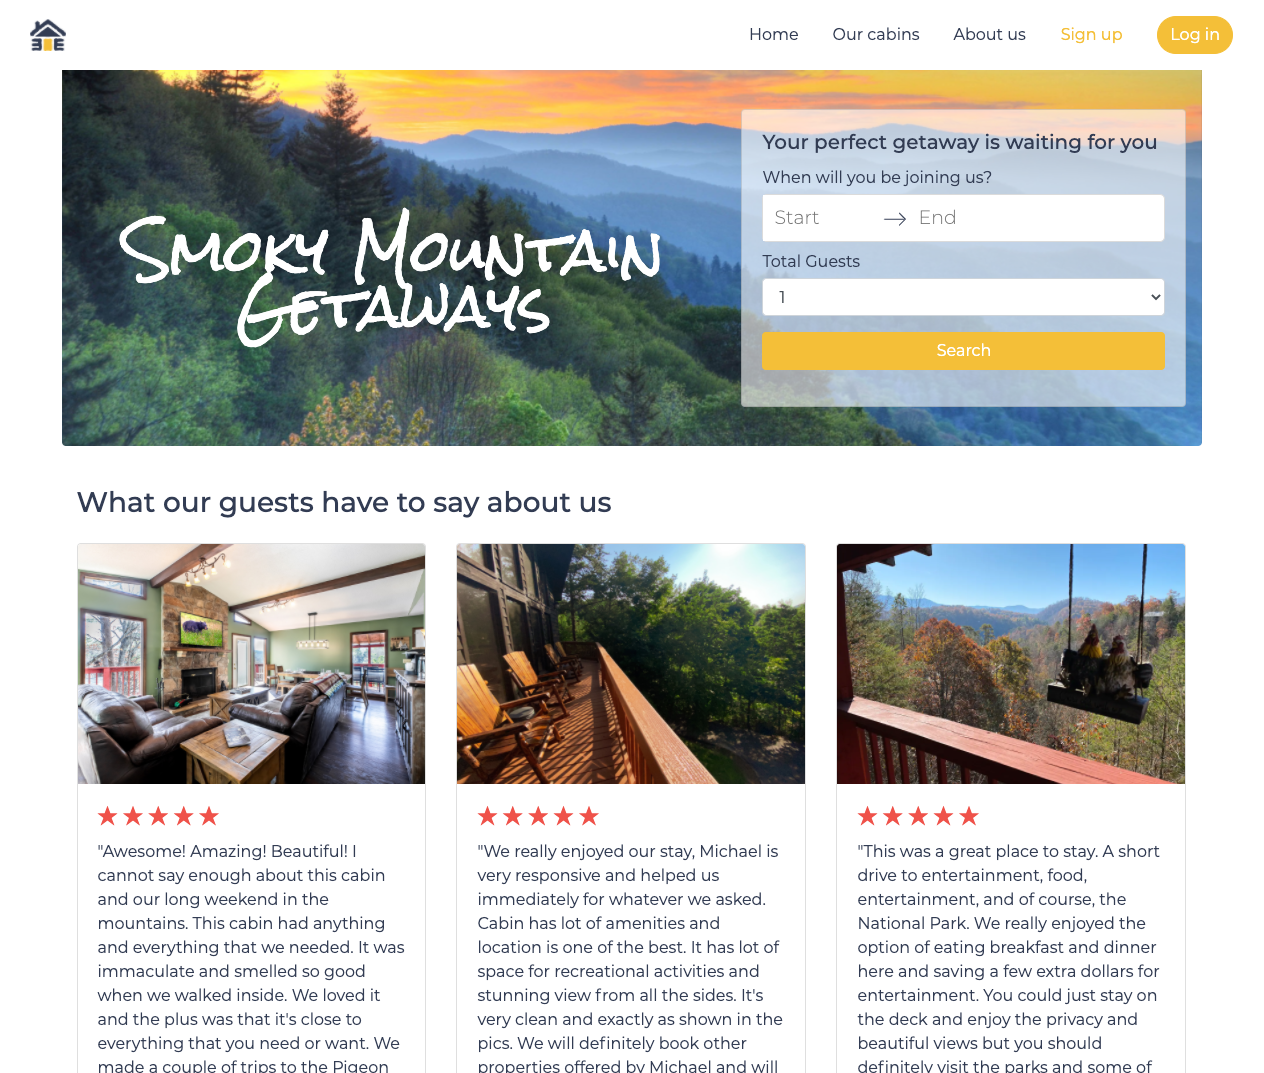 Home
Our cabins
About us
Sign up
Log in
Smoky Mountain
Getaways
Your perfect getaway is waiting for you
When will you be joining us?
Start
End
Total Guests
1
Search
What our guests have to say about us
"Awesome! Amazing! Beautiful! I
cannot say enough about this cabin
and our long weekend in the
mountains. This cabin had anything
and everything that we needed. It was
immaculate and smelled so good
when we walked inside. We loved it
and the plus was that it's close to
everything that you need or want. We
made a couple of trips to the Pigeon
"We really enjoyed our stay, Michael is
very responsive and helped us
immediately for whatever we asked.
Cabin has lot of amenities and
location is one of the best. It has lot of
space for recreational activities and
stunning view from all the sides. It's
very clean and exactly as shown in the
pics. We will definitely book other
properties offered by Michael and will
"This was a great place to stay. A short
drive to entertainment, food,
entertainment, and of course, the
National Park. We really enjoyed the
option of eating breakfast and dinner
here and saving a few extra dollars for
entertainment. You could just stay on
the deck and enjoy the privacy and
beautiful views but you should
definitely visit the parks and some of